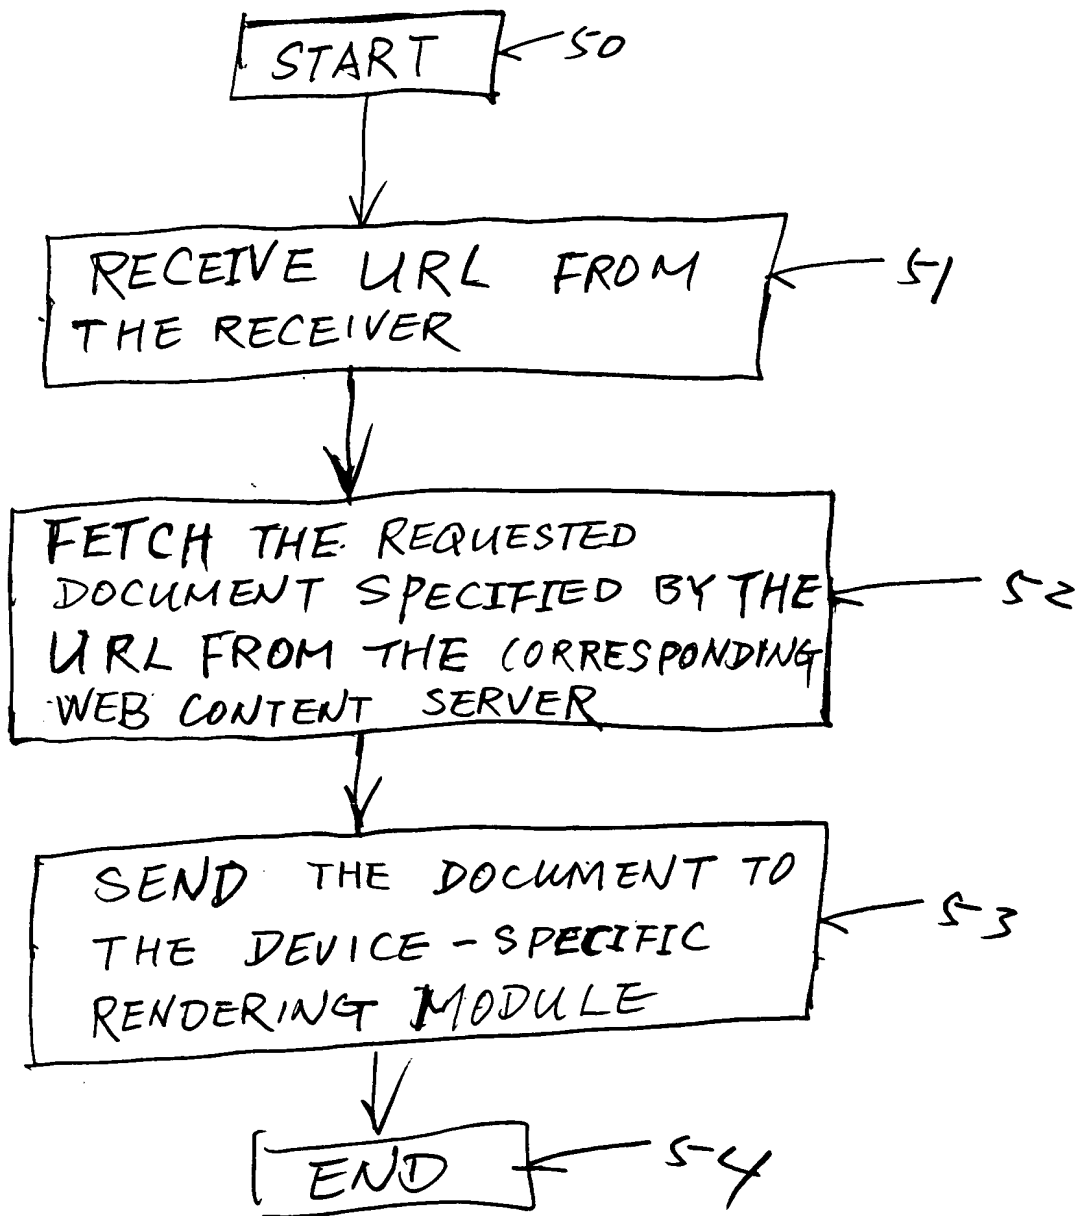 START
50
RECEIVE URL FROM
THE RECEIVER
51
FETCH THE REQUESTED
DOCUMENT SPECIFIED BY THE
URL FROM THE CORRESPONDING
WEB CONTENT SERVER
52
SEND THE DOCUMENT TO
THE DEVICE-SPECIFIC
RENDERING MODULE
53
END
54